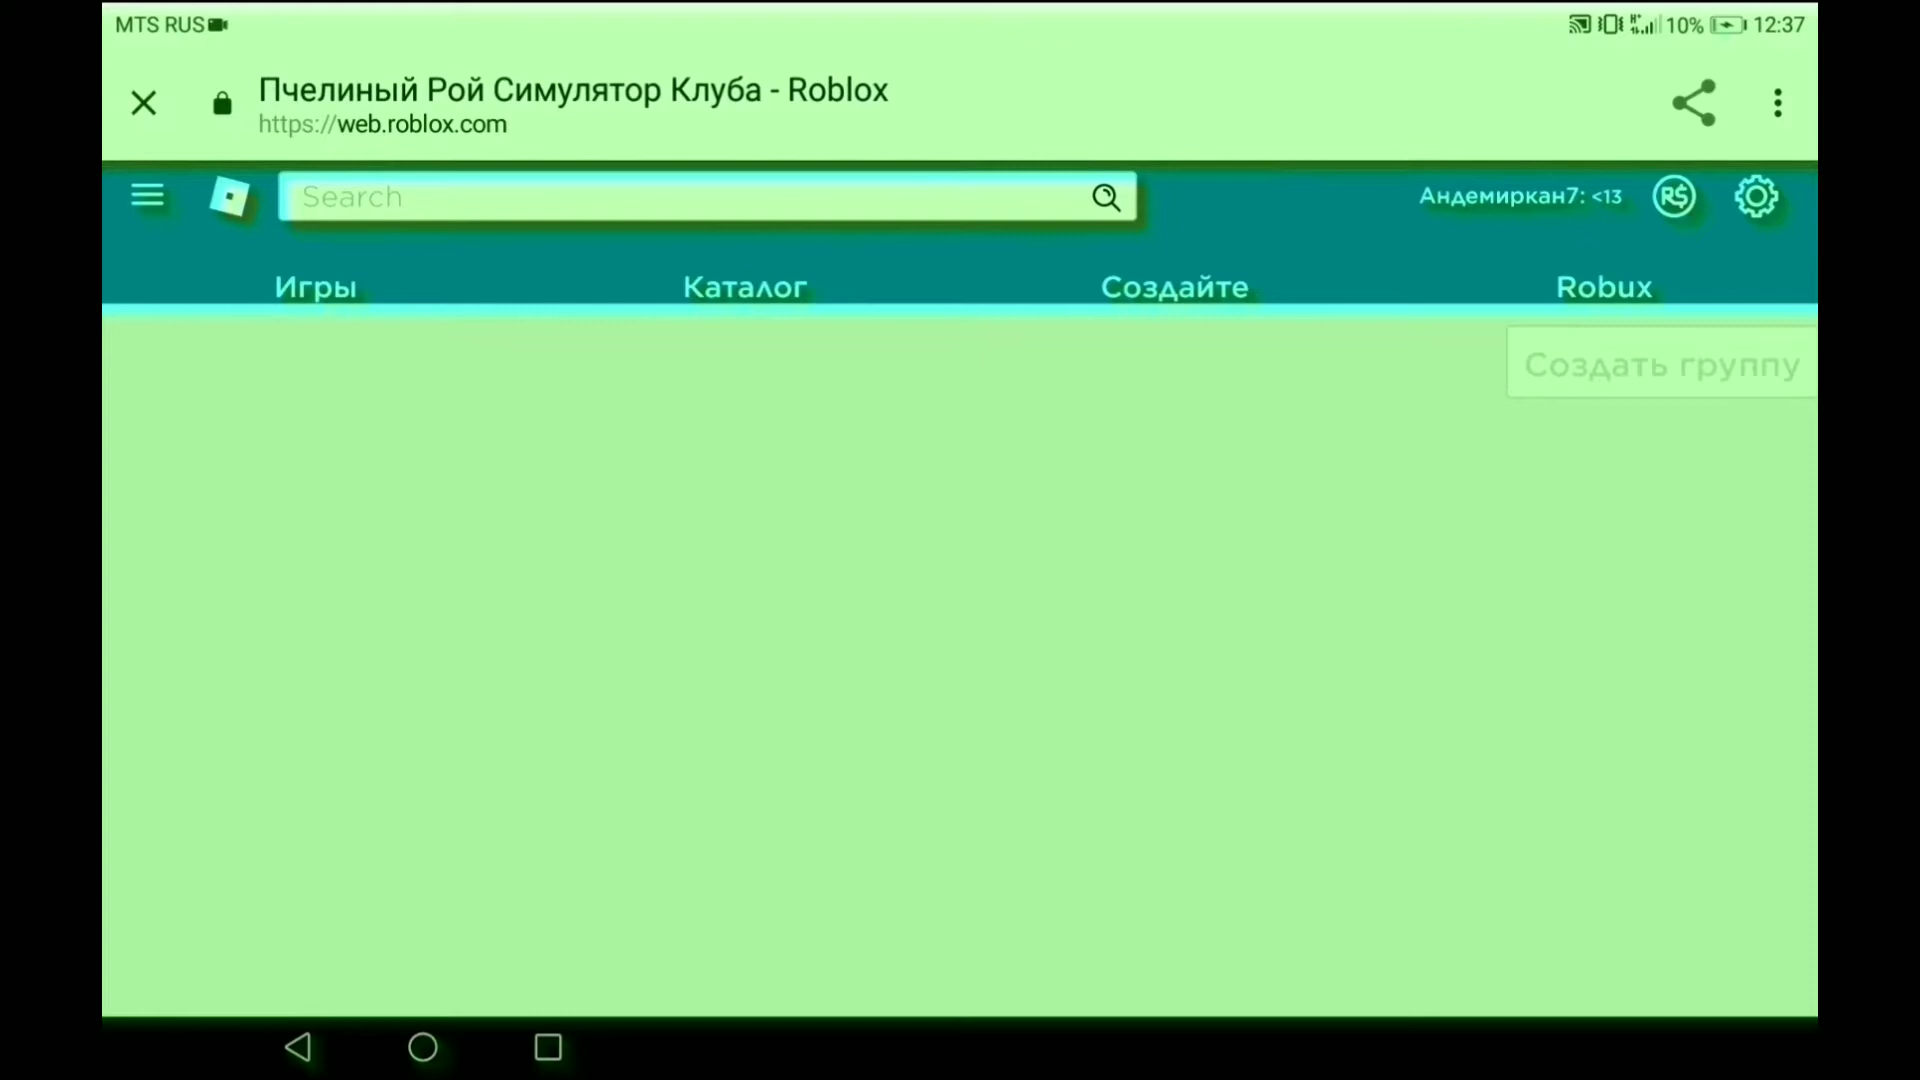 MTS RUS 10% 12:37
Пчелиный Рой Симулятор Клуба - Roblox
https://web.roblox.com
Search Андемиркан7: <13 R$
Игры Каталог Создайте Robux
Создать группу